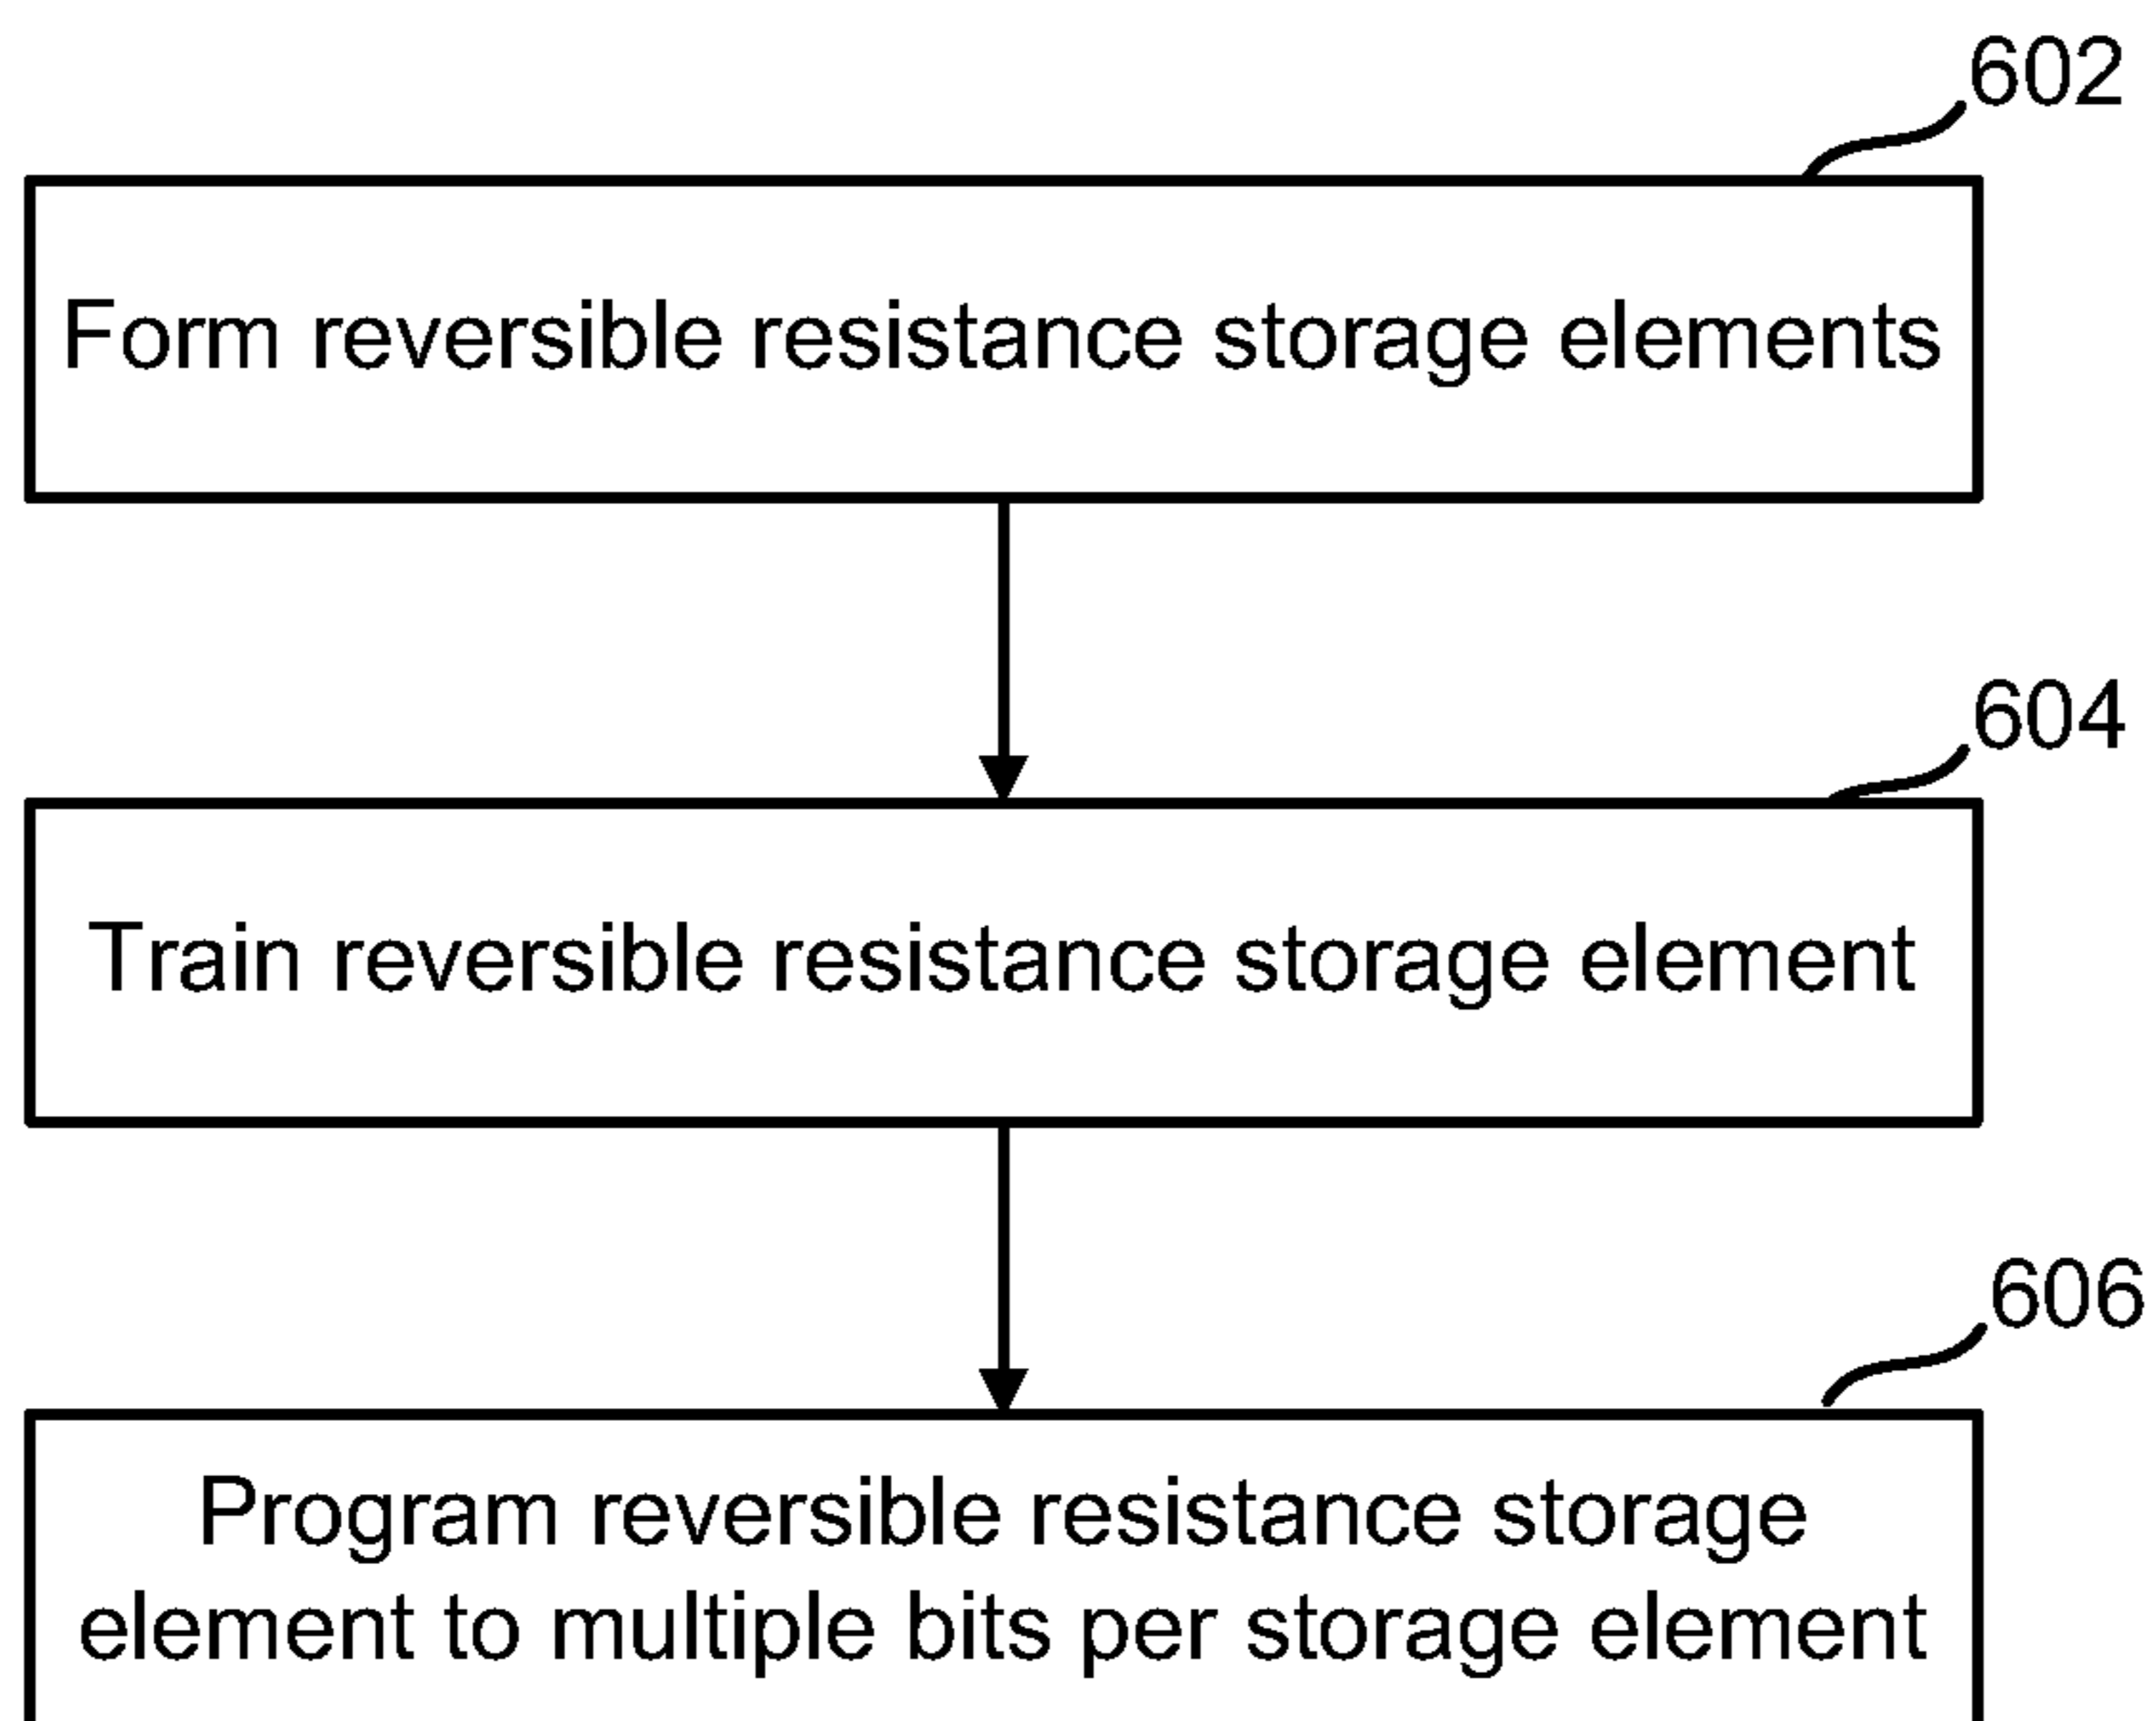 602
Form reversible resistance storage elements
604
Train reversible resistance storage element
606
Program reversible resistance storage
element to multiple bits per storage element